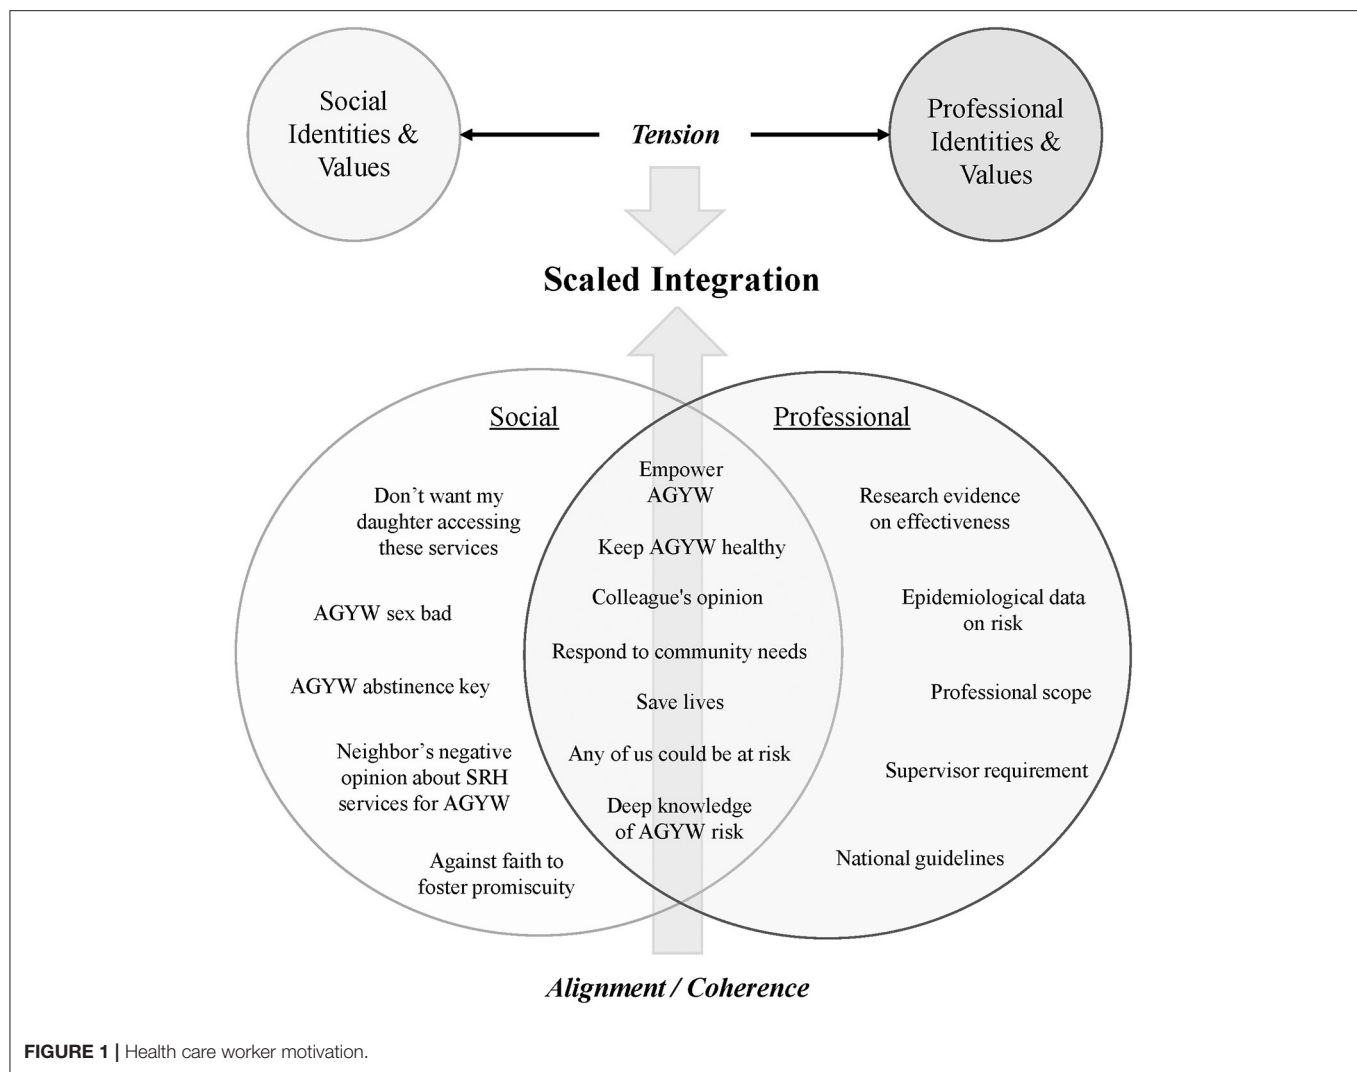 Social
Identities &
Values
Tension
Professional
Identities &
Values
Scaled Integration
Social
Don't want my
daughter accessing
these services
AGYW sex bad
AGYW abstinence key
Neighbor's negative
opinion about SRH
services for AGYW
Against faith to
foster promiscuity
Empower
AGYW
Keep AGYW healthy
Colleague's opinion
Respond to community needs
Save lives
Any of us could be at risk
Deep knowledge
of AGYW risk
Professional
Research evidence
on effectiveness
Epidemiological data
on risk
Professional scope
Supervisor requirement
National guidelines
Alignment / Coherence
FIGURE 1 | Health care worker motivation.